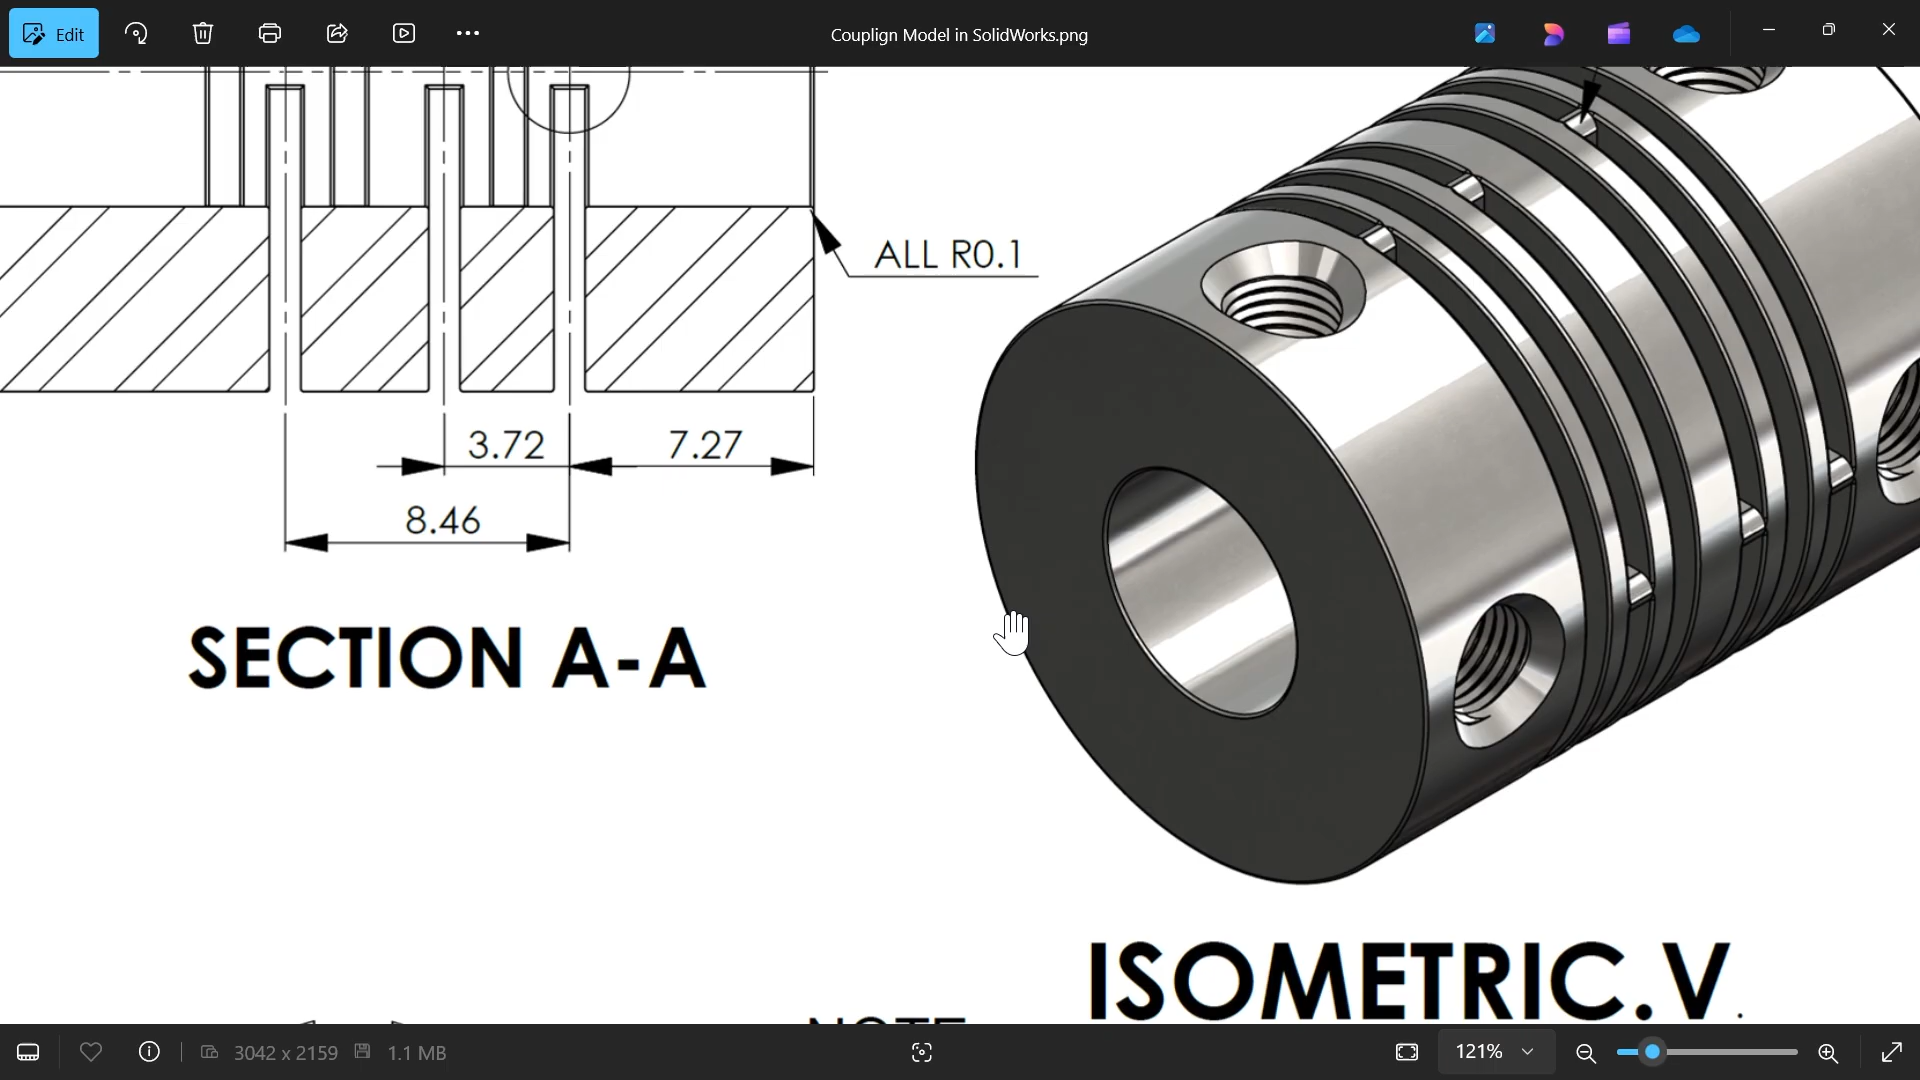 Edit
Couplign Model in SolidWorks.png
ALL R0.1
3.72
7.27
8.46
SECTION A-A
ISOMETRIC.V.
NOTE
3042 x 2159
1.1 MB
121%